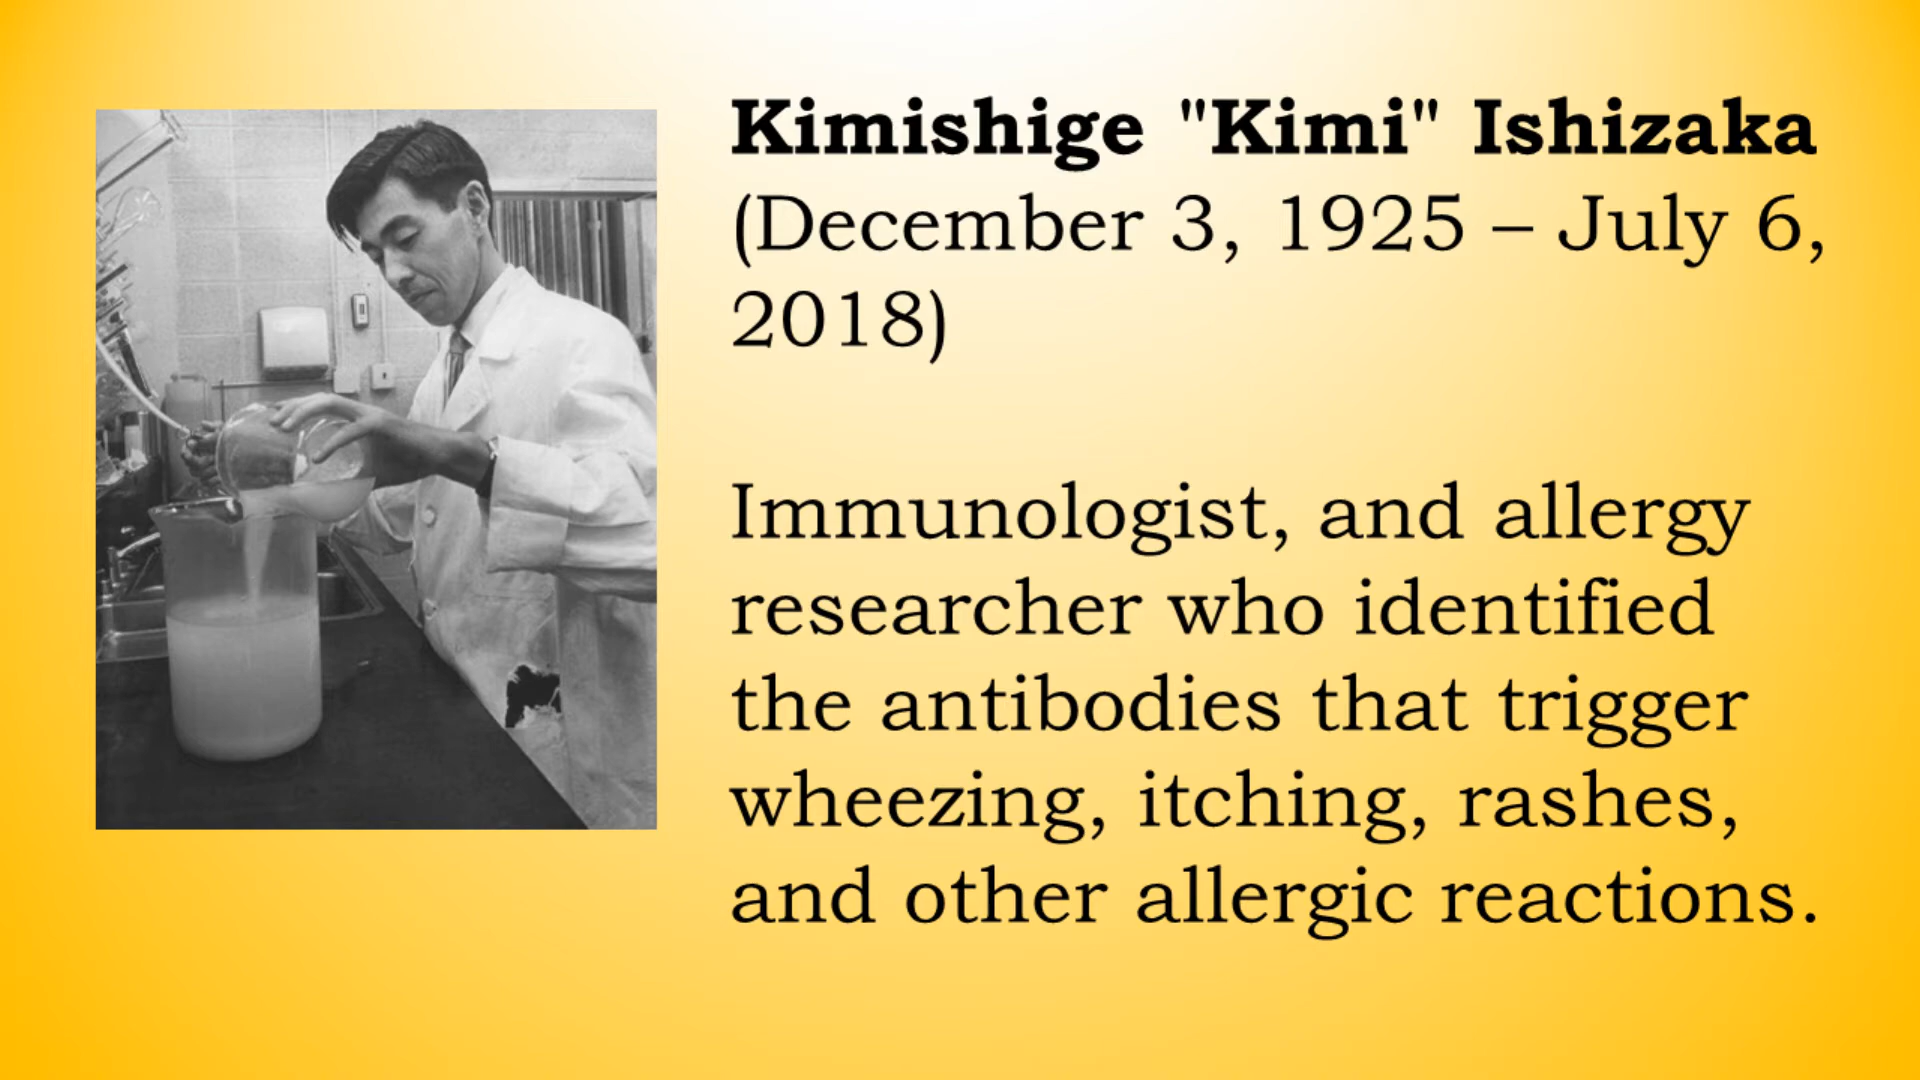 Kimishige "Kimi" Ishizaka
(December 3, 1925 – July 6,
2018)
Immunologist, and allergy
researcher who identified
the antibodies that trigger
wheezing, itching, rashes,
and other allergic reactions.